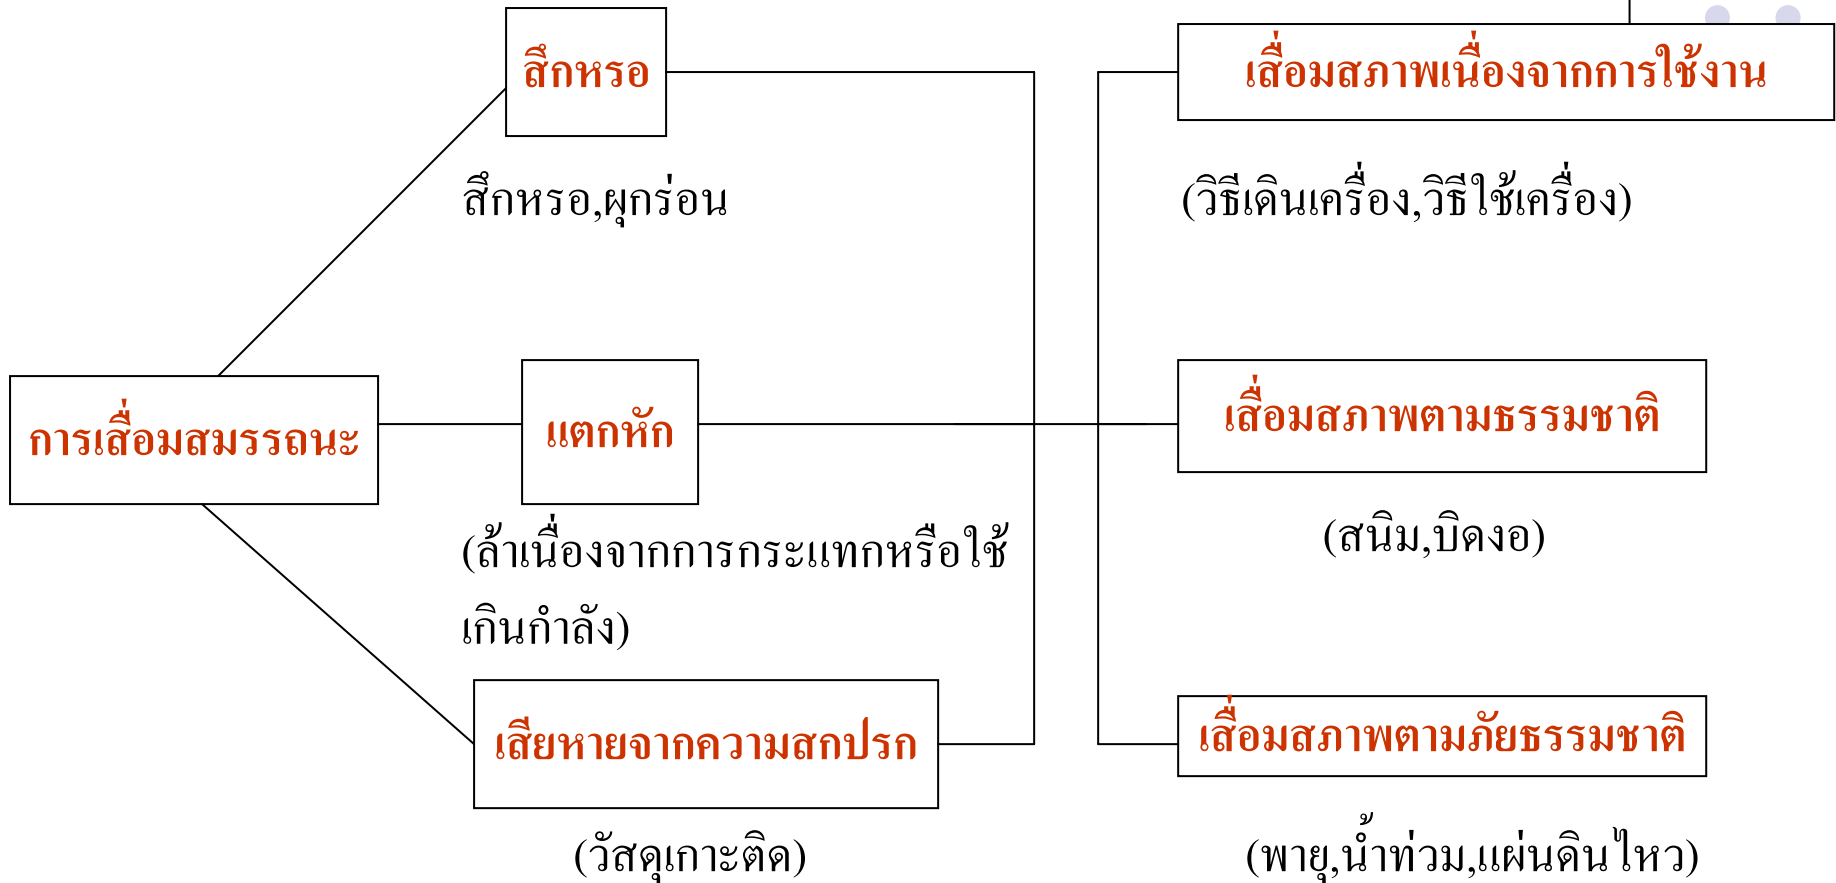 สึกหรอ
สึกหรอ,ผุกร่อน
การเสื่อมสมรรถนะ
แตกหัก
(ล้าเนื่องจากการกระแทกหรือใช้
เกินกำลัง)
เสียหายจากความสกปรก
(วัสดุเกาะติด)
เสื่อมสภาพเนื่องจากการใช้งาน
(วิธีเดินเครื่อง,วิธีใช้เครื่อง)
เสื่อมสภาพตามธรรมชาติ
(สนิม,บิดงอ)
เสื่อมสภาพตามภัยธรรมชาติ
(พายุ,น้ำท่วม,แผ่นดินไหว)